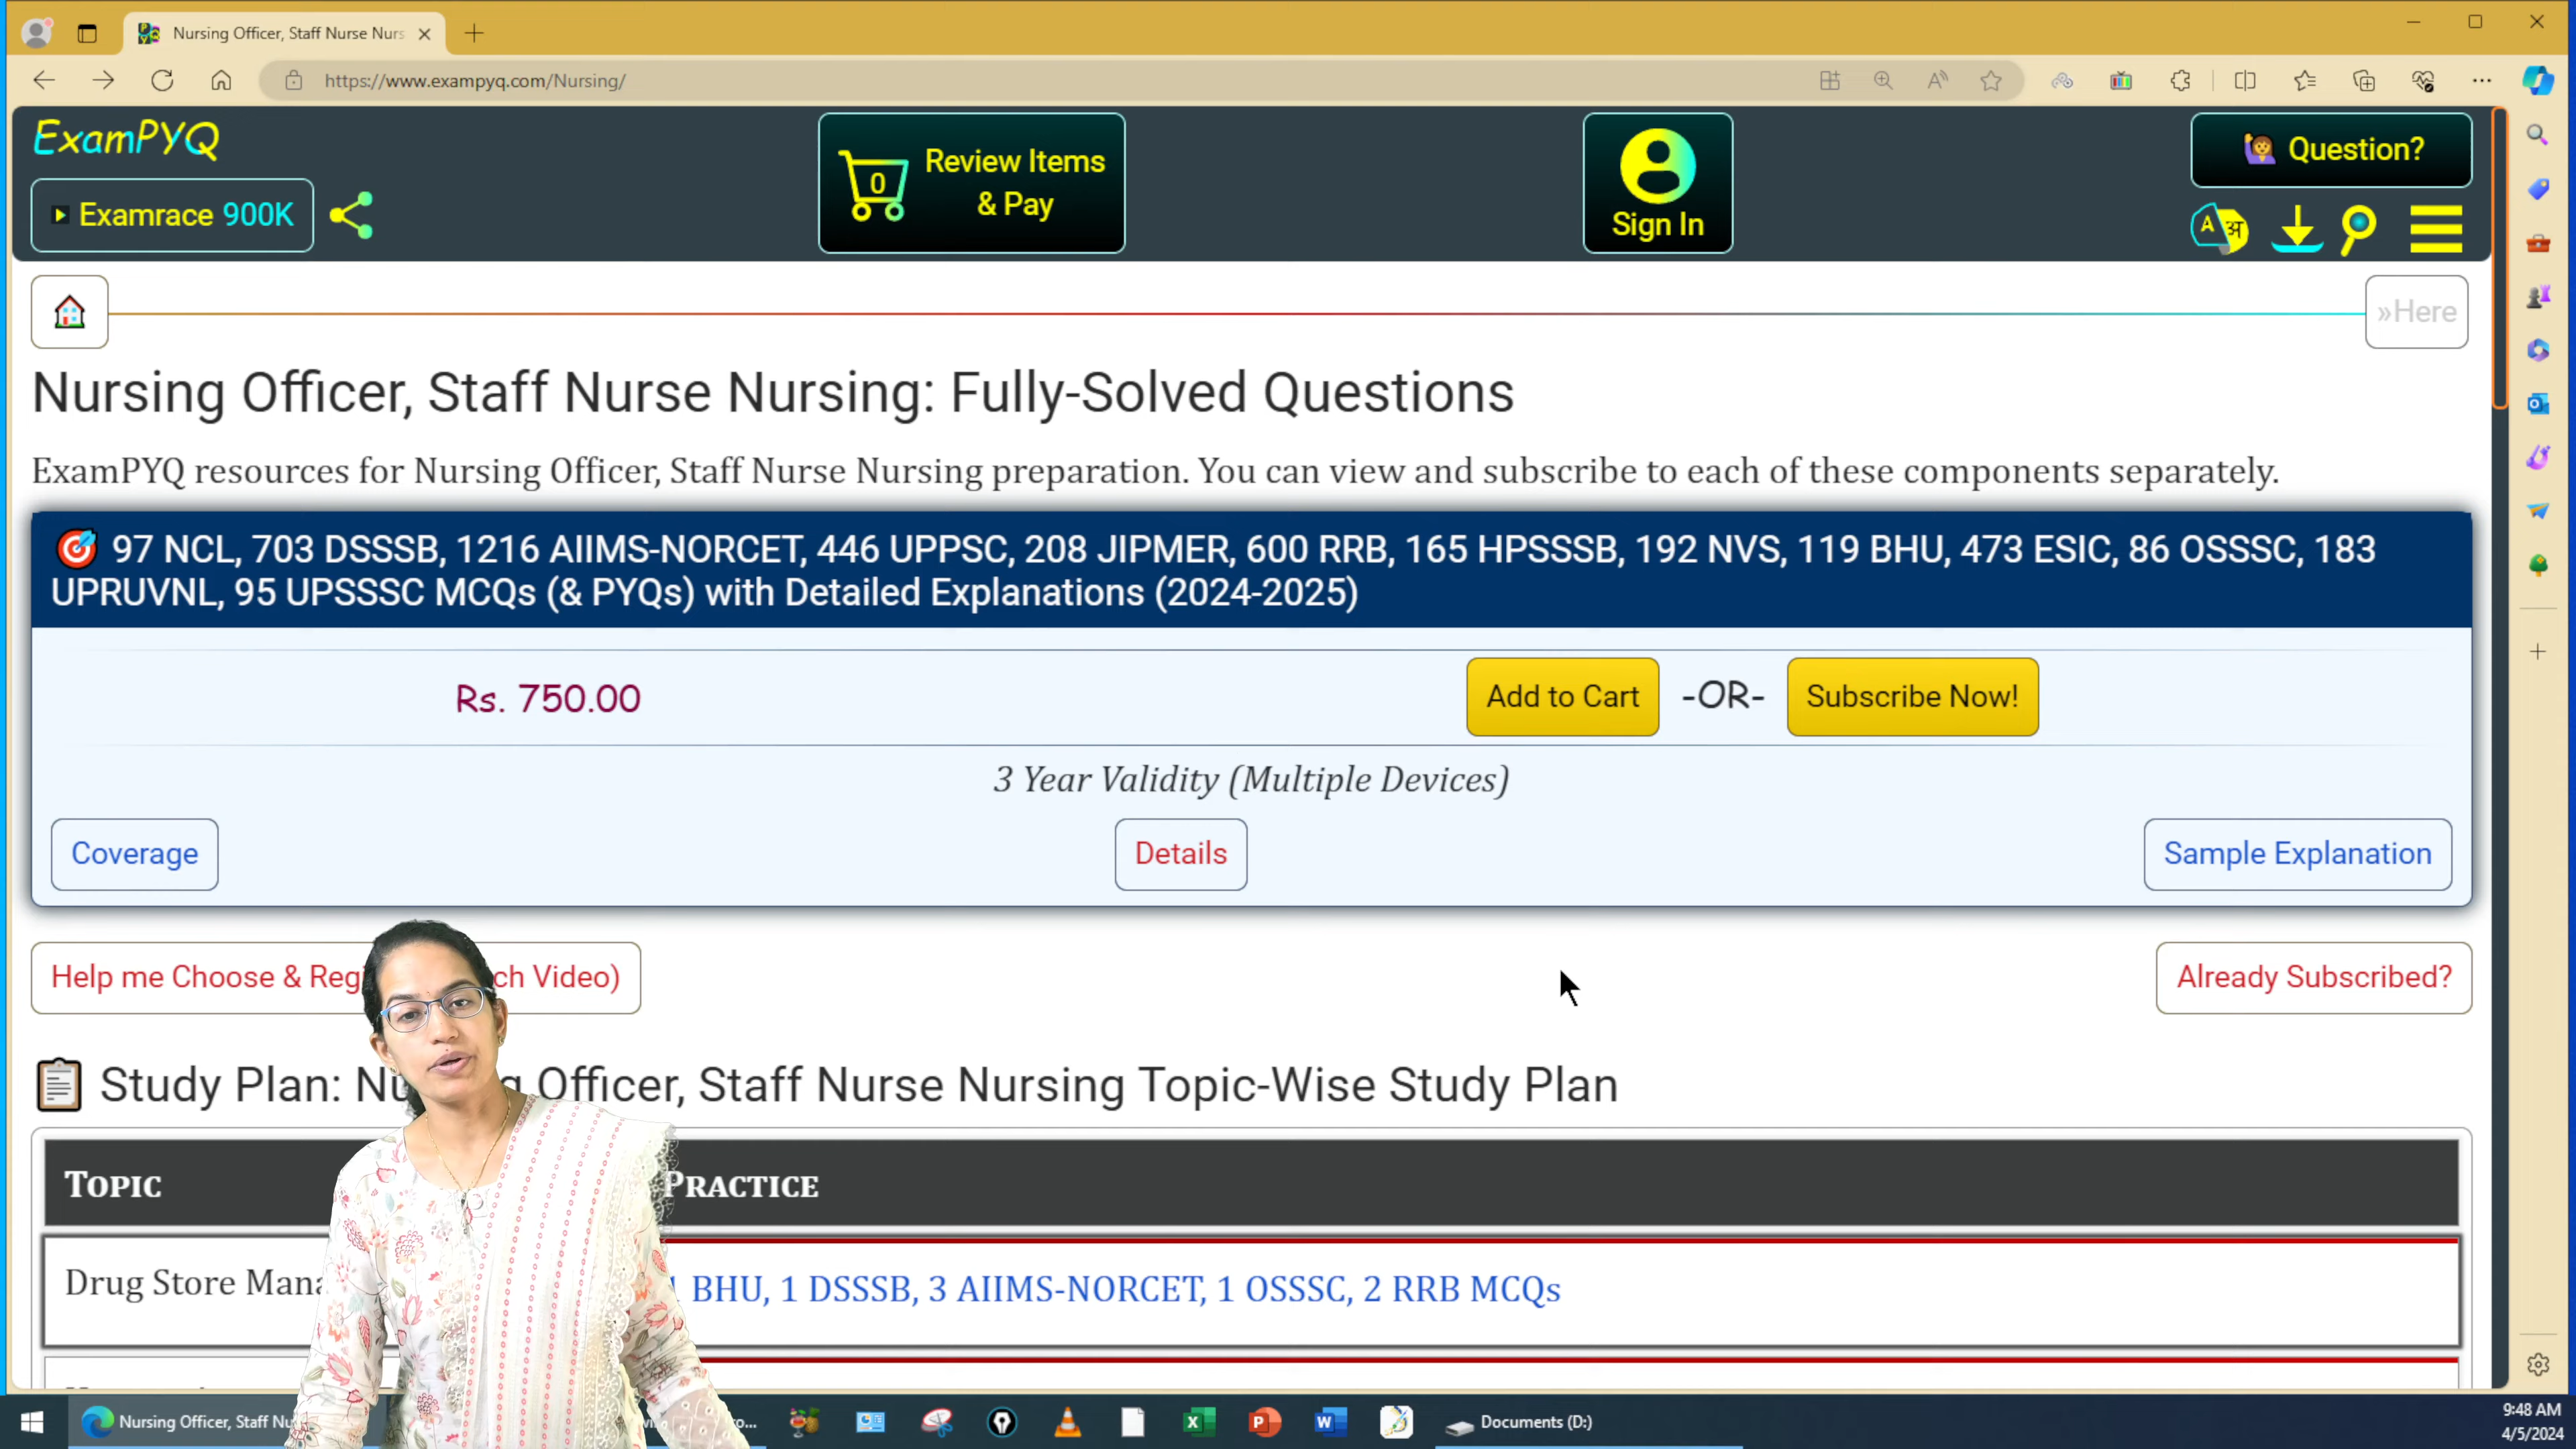 Nursing Officer, Staff Nurse Nurs
https://www.exampyq.com/Nursing/
ExamPYQ
Examrace 900K
0
Review Items
& Pay
Sign In
Question?
A अ
»Here
Nursing Officer, Staff Nurse Nursing: Fully-Solved Questions
ExamPYQ resources for Nursing Officer, Staff Nurse Nursing preparation. You can view and subscribe to each of these components separately.
97 NCL, 703 DSSSB, 1216 AIIMS-NORCET, 446 UPPSC, 208 JIPMER, 600 RRB, 165 HPSSSB, 192 NVS, 119 BHU, 473 ESIC, 86 OSSSC, 183
UPRUVNL, 95 UPSSSC MCQs (& PYQs) with Detailed Explanations (2024-2025)
Rs. 750.00
Add to Cart -OR- Subscribe Now!
3 Year Validity (Multiple Devices)
Coverage
Details
Sample Explanation
Help me Choose & Reg ch Video)
Already Subscribed?
Study Plan: Officer, Staff Nurse Nursing Topic-Wise Study Plan
TOPIC
PRACTICE
Drug Store
BHU, 1 DSSSB, 3 AIIMS-NORCET, 1 OSSSC, 2 RRB MCQs
Nursing Officer, Staff
Documents (D:)
9:48 AM
4/5/2024